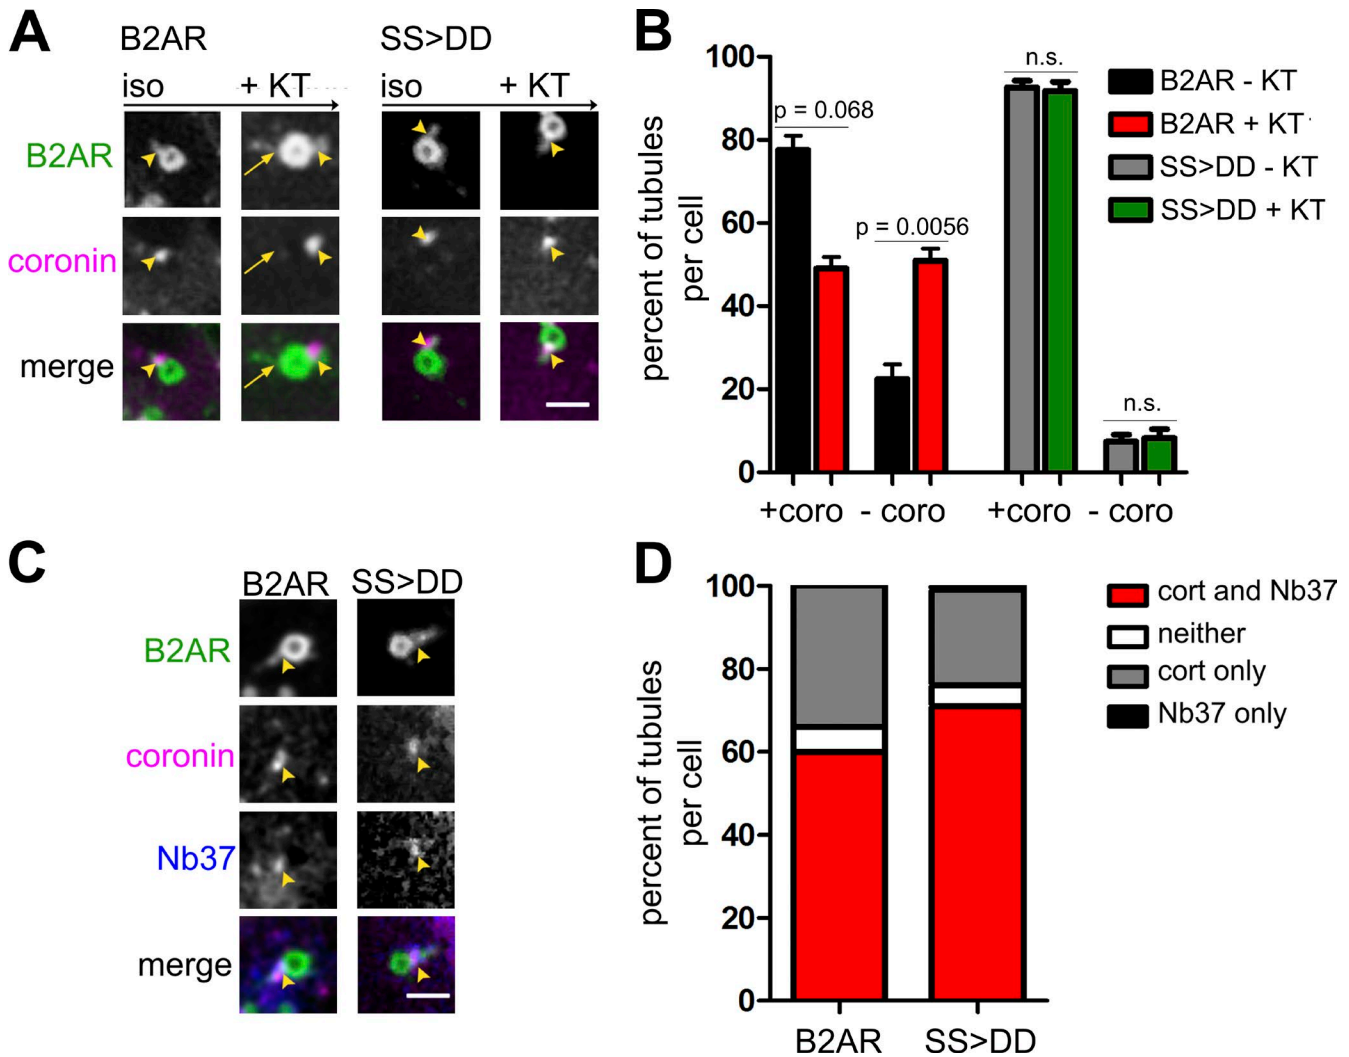 A
B2AR
SS>DD
iso
+ KT
iso
+ KT
B2AR
coronin
merge
B
percent of tubules
per cell
100
80
60
40
20
0
p = 0.068
p = 0.0056
n.s.
n.s.
+coro
- coro
+coro
- coro
B2AR - KT
B2AR + KT
SS>DD - KT
SS>DD + KT
C
B2AR
SS>DD
B2AR
coronin
Nb37
merge
D
percent of tubules
per cell
100
80
60
40
20
0
B2AR
SS>DD
cort and Nb37
neither
cort only
Nb37 only